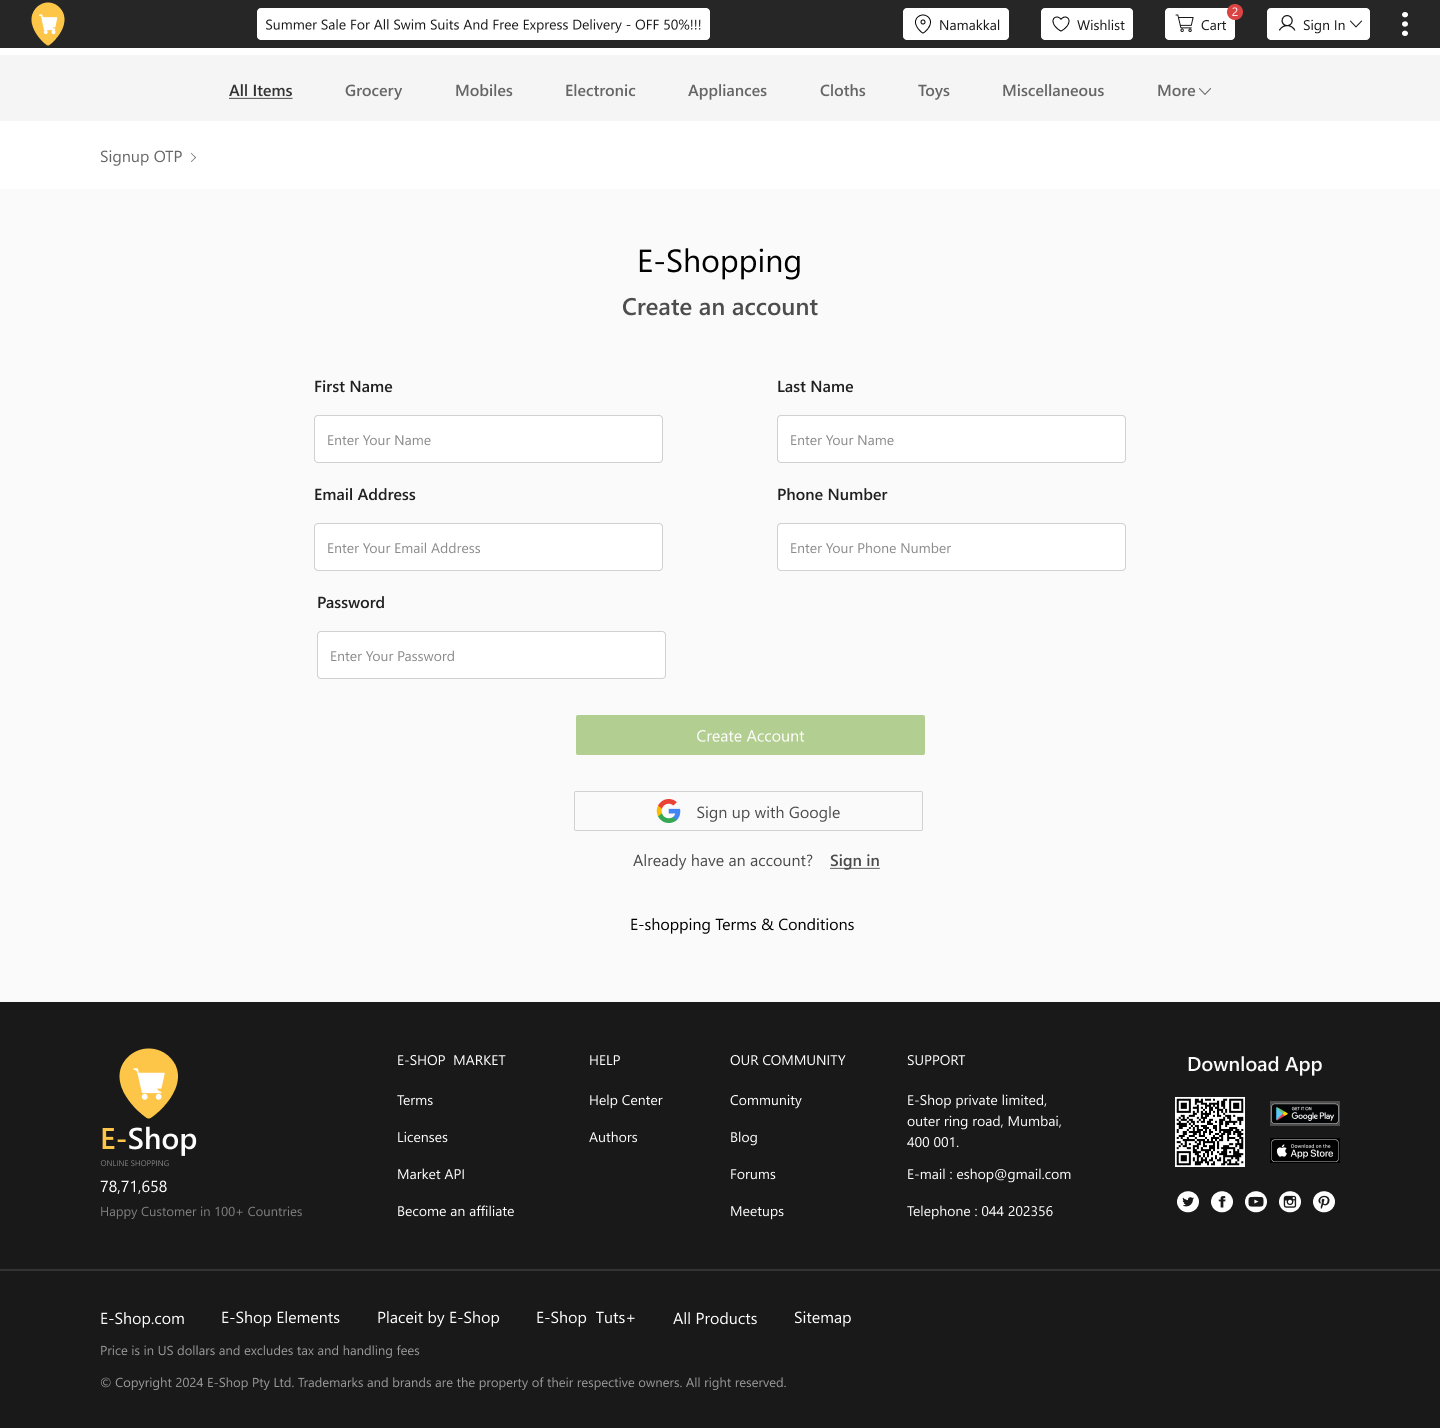 Summer Sale For All Swim Suits And Free Express Delivery - OFF 50%!!!
Namakkal
Wishlist
Cart
2
Sign In
All Items
Grocery
Mobiles
Electronic
Appliances
Cloths
Toys
Miscellaneous
More
Signup OTP
E-Shopping
Create an account
First Name
Last Name
Enter Your Name
Enter Your Name
Email Address
Phone Number
Enter Your Email Address
Enter Your Phone Number
Password
Enter Your Password
Create Account
Sign up with Google
Already have an account? Sign in
E-shopping Terms & Conditions
E-Shop
ONLINE SHOPPING
78,71,658
Happy Customer in 100+ Countries
E-SHOP MARKET
Terms
Licenses
Market API
Become an affiliate
HELP
Help Center
Authors
OUR COMMUNITY
Community
Blog
Forums
Meetups
SUPPORT
E-Shop private limited,
outer ring road, Mumbai,
400 001.
E-mail : eshop@gmail.com
Telephone : 044 202356
Download App
GET IT ON
Google Play
Download on the
App Store
E-Shop.com
E-Shop Elements
Placeit by E-Shop
E-Shop Tuts+
All Products
Sitemap
Price is in US dollars and excludes tax and handling fees
© Copyright 2024 E-Shop Pty Ltd. Trademarks and brands are the property of their respective owners. All right reserved.